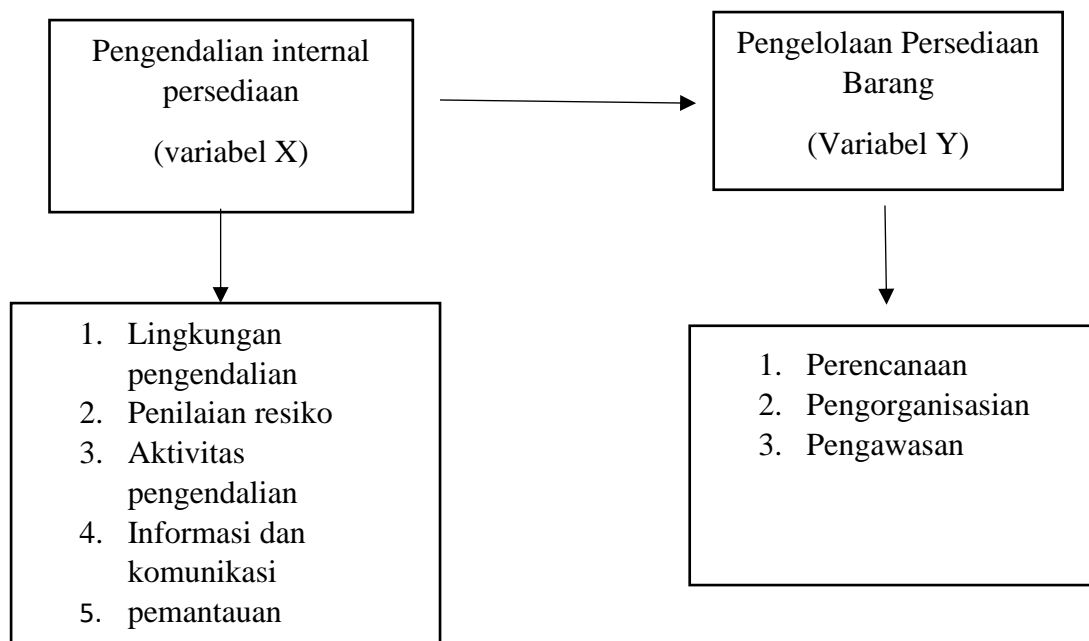 Pengendalian internal
persediaan
(variabel X)
Pengelolaan Persediaan
Barang
(Variabel Y)
1. Lingkungan
pengendalian
2. Penilaian resiko
3. Aktivitas
pengendalian
4. Informasi dan
komunikasi
5. pemantauan
1. Perencanaan
2. Pengorganisasian
3. Pengawasan